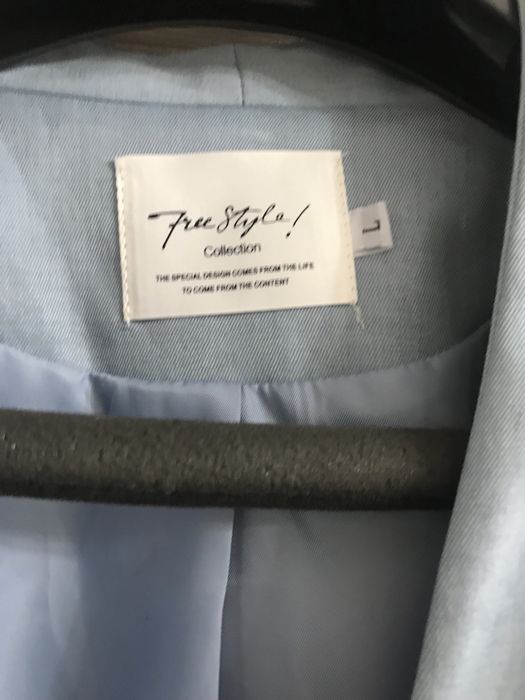 Free Style!
Collection
THE SPECIAL DESIGN COMES FROM THE LIFE
TO COME FROM THE CONTENT
L